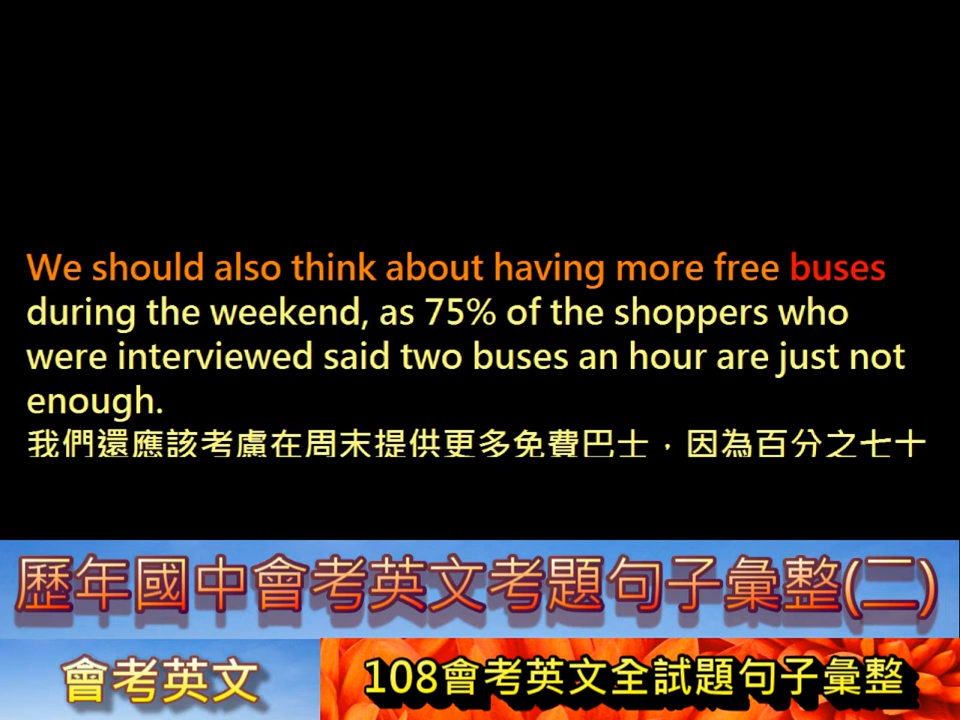 We should also think about having more free buses
during the weekend, as 75% of the shoppers who
were interviewed said two buses an hour are just not
enough.
我們還應該考慮在周末提供更多免費巴士，因為百分之七十
歷年國中會考英文考題句子彙整(二)
會考英文
108會考英文全試題句子彙整